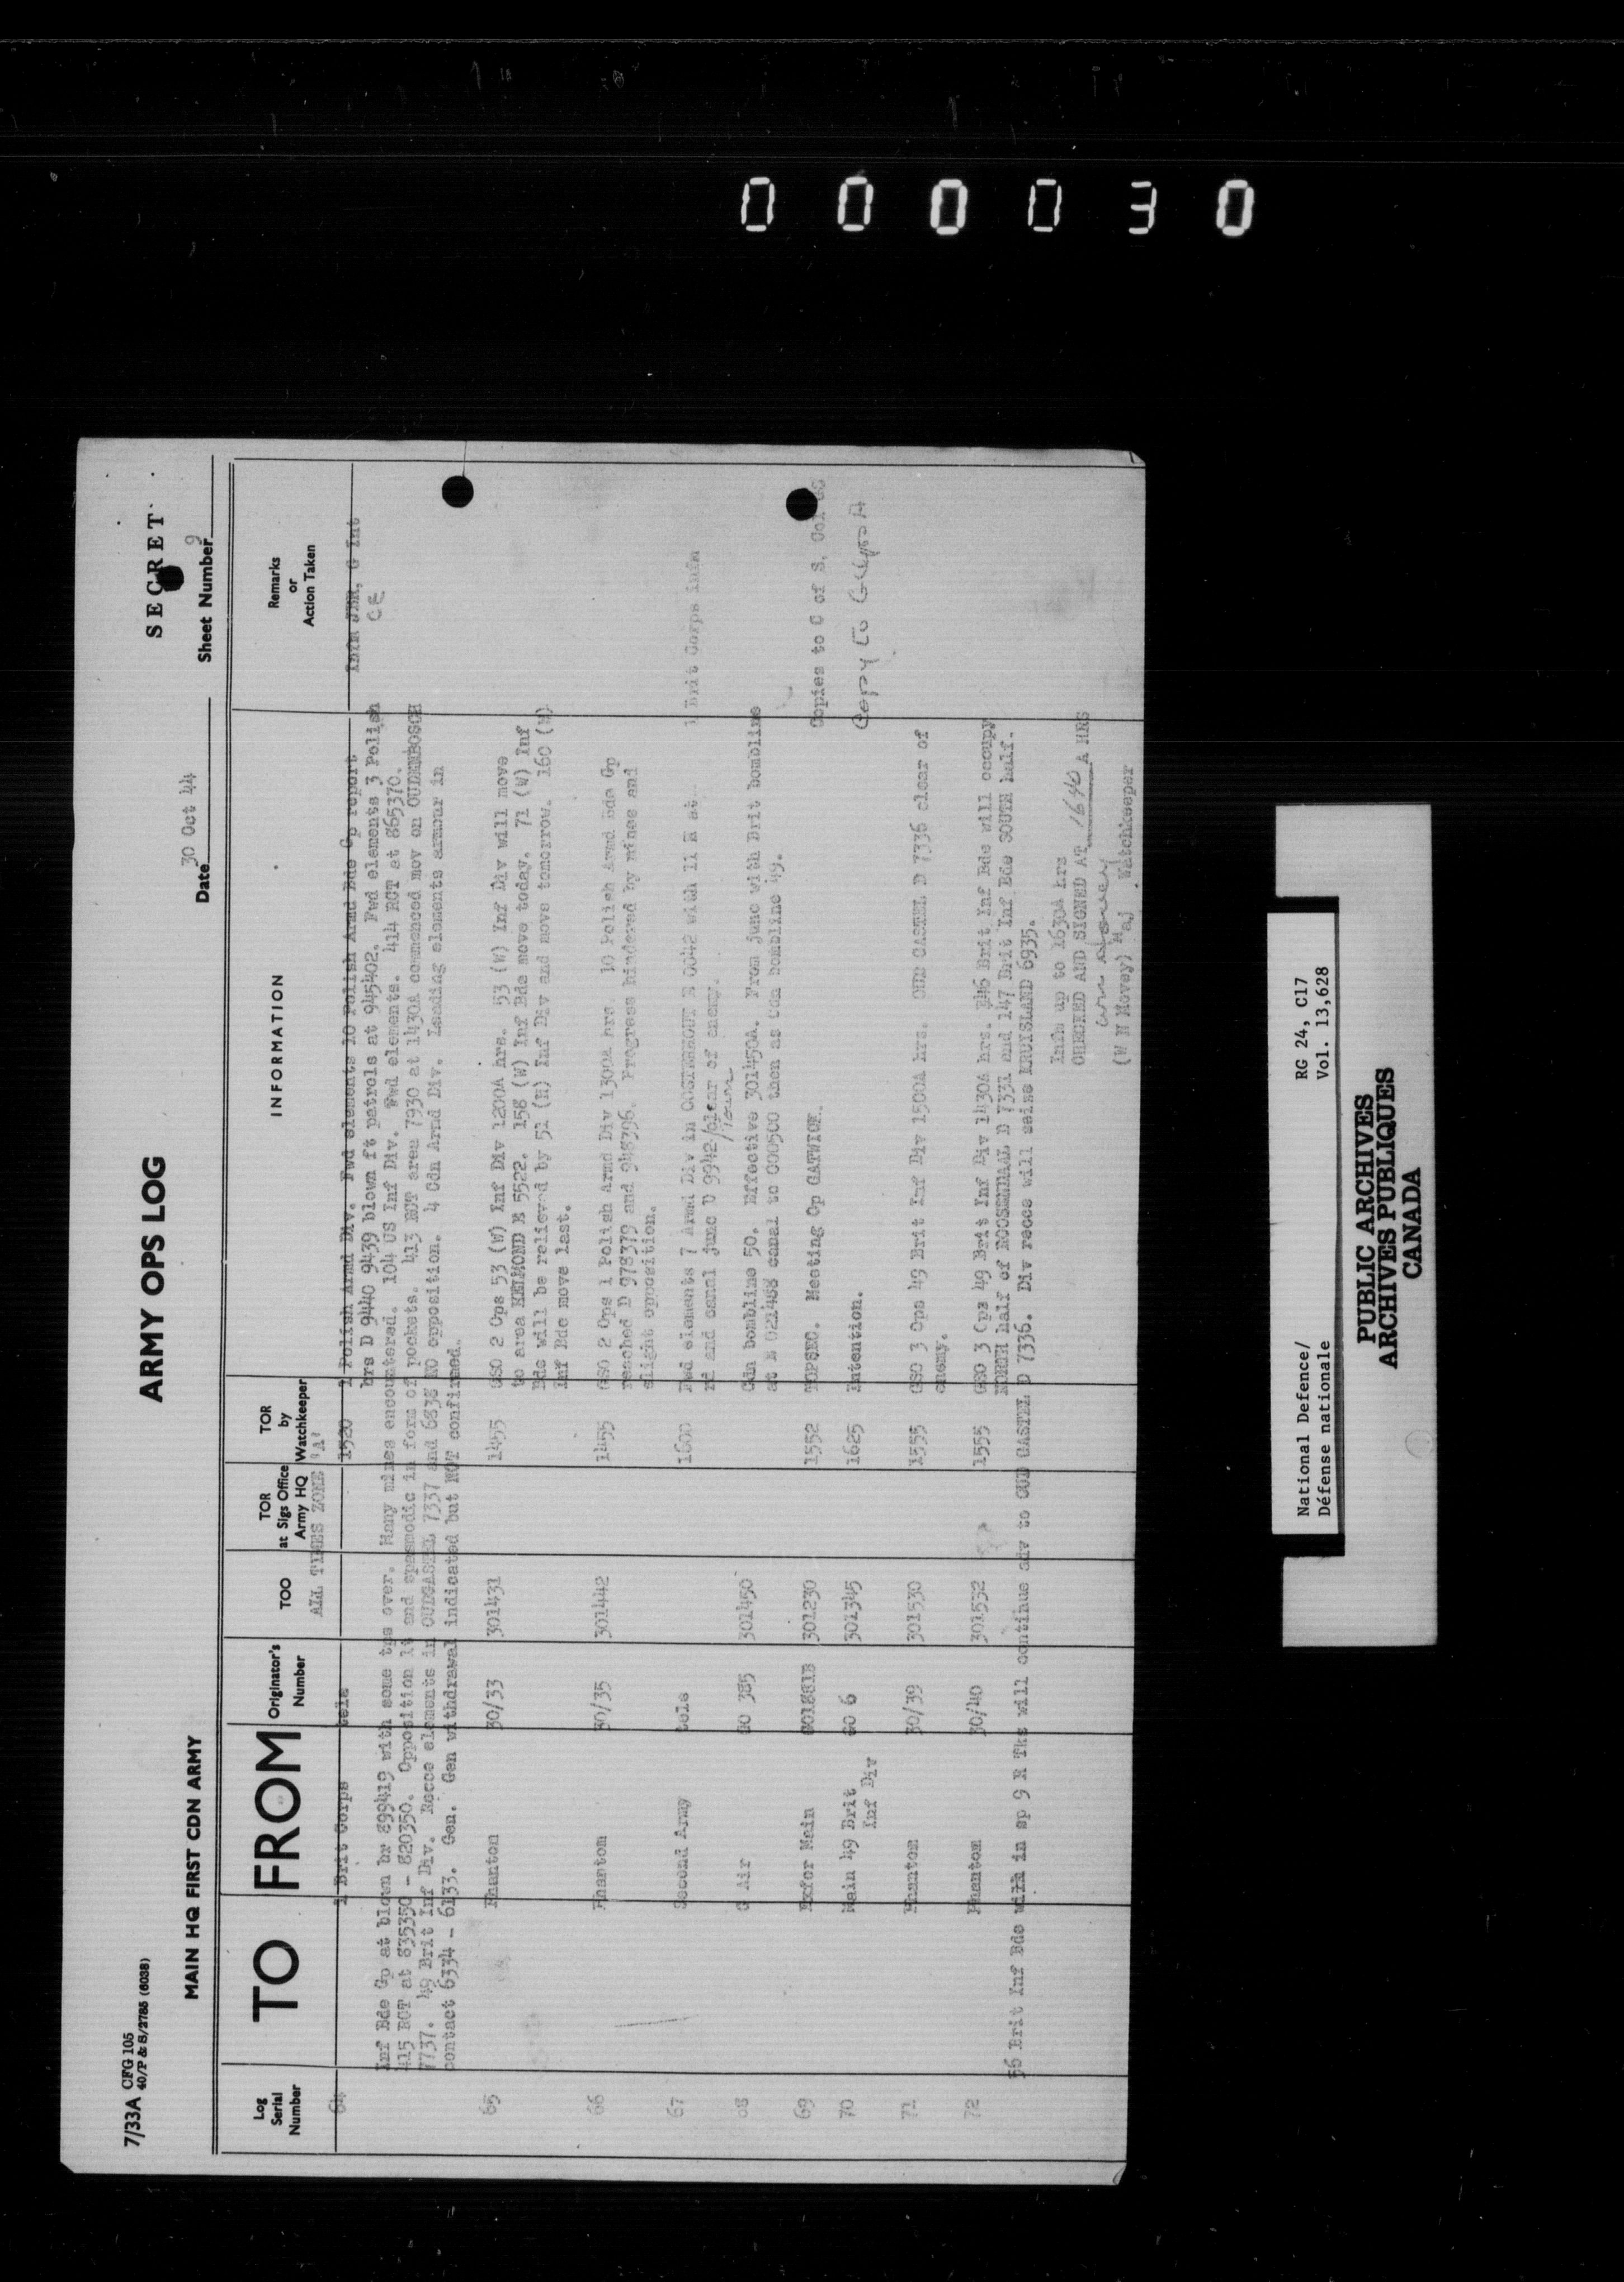 000030
7/33A CFG 105
40/P & S/2785 (6038)
ARMY OPS LOG
SECRET
MAIN HQ FIRST CDN ARMY
Date 30 Oct 44
Sheet Number 9
Log Serial Number
TO
FROM
Originator's Number
TOO
TOR at Sigs Office Army HQ
TOR by Watchkeeper
INFORMATION
Remarks or Action Taken
ALL TIMES ZONE 'A'
64 1 Brit Corps tele 1520 1 Polish Armd Div. Fwd elements 10 Polish Armd Bde Gp report Infm JBR, G Int
brs D 9440 9439 blown ft patrols at 945402. Fwd elements 3 Polish CE
Inf Bde Gp at blown br 899419 with some tps over. Many mines encountered. 104 US Inf Div. Fwd elements. 414 RCT at 865370.
415 RCT at 835350 - 820350. Opposition lt and spasmodic in form of pockets. 413 RCT area 7930 at 1430A commenced mov on OUDENBOSCH
7737. 49 Brit Inf Div. Recce elements in OUDGASTEL 7337 and 6838 NO opposition. 4 Cdn Armd Div. Leading elements armour in
contact 6334 - 6133. Gen. Gen withdrawal indicated but NOT confirmed.
65 Phanton 30/33 301431 1455 GSO 2 Ops 53 (W) Inf Div 1200A hrs. 53 (W) Inf Div will move
to area HELMOND E 5522. 158 (W) Inf Bde move today. 71 (W) Inf
Bde will be relieved by 51 (H) Inf Div and move tomorrow. 160 (W)
Inf Bde move last.
66 Phantom 30/35 301442 1455 GSO 2 Ops 1 Polish Armd Div 1300A hrs. 10 Polish Armd Bde Gp
reached D 978379 and 948396. Progress hindered by mines and
slight opposition.
67 Second Army tele 1600 Fwd elements 7 Armd Div in OOSTERHOUT E 0042 with 11 H at 1 Brit Corps infm
rd and canal junc D 9942/clear of enemy.
/Town
68 G Air GO 385 301450 Cdn bombline 50. Effective 301450A. From junc with Brit bombline
at E 021488 canal to 000500 then as Cdn bombline 49.
69 Exfor Main GO1881B 301230 1552 TOPSEC. Meeting Op GATWICK. Copies to C of S, Col GS
70 Main 49 Brit Inf Div GO 6 301345 1625 Intention. Copy to G Ops A
71 Phantom 30/39 301530 1555 GSO 3 Ops 49 Brit Inf Div 1500A hrs. OUD GASTEL D 7336 clear of
enemy.
72 Phantom 30/40 301532 1555 GSO 3 Ops 49 Brit Inf Div 1430A hrs. 146 Brit Inf Bde will occupy
NORTH half of ROOSENDAAL D 7331 and 147 Brit Inf Bde SOUTH half.
56 Brit Inf Bde with in sp 9 R Tks will continue adv to OUD GASTEL D 7336. Div recce will seize KRUISLAND 6935.
Infm up to 1630A hrs
CHECKED AND SIGNED AT 1640 A HRS
(W N Movey) Maj Watchkeeper
National Defence/
Défense nationale
RG 24, C17
Vol. 13,628
PUBLIC ARCHIVES
ARCHIVES PUBLIQUES
CANADA